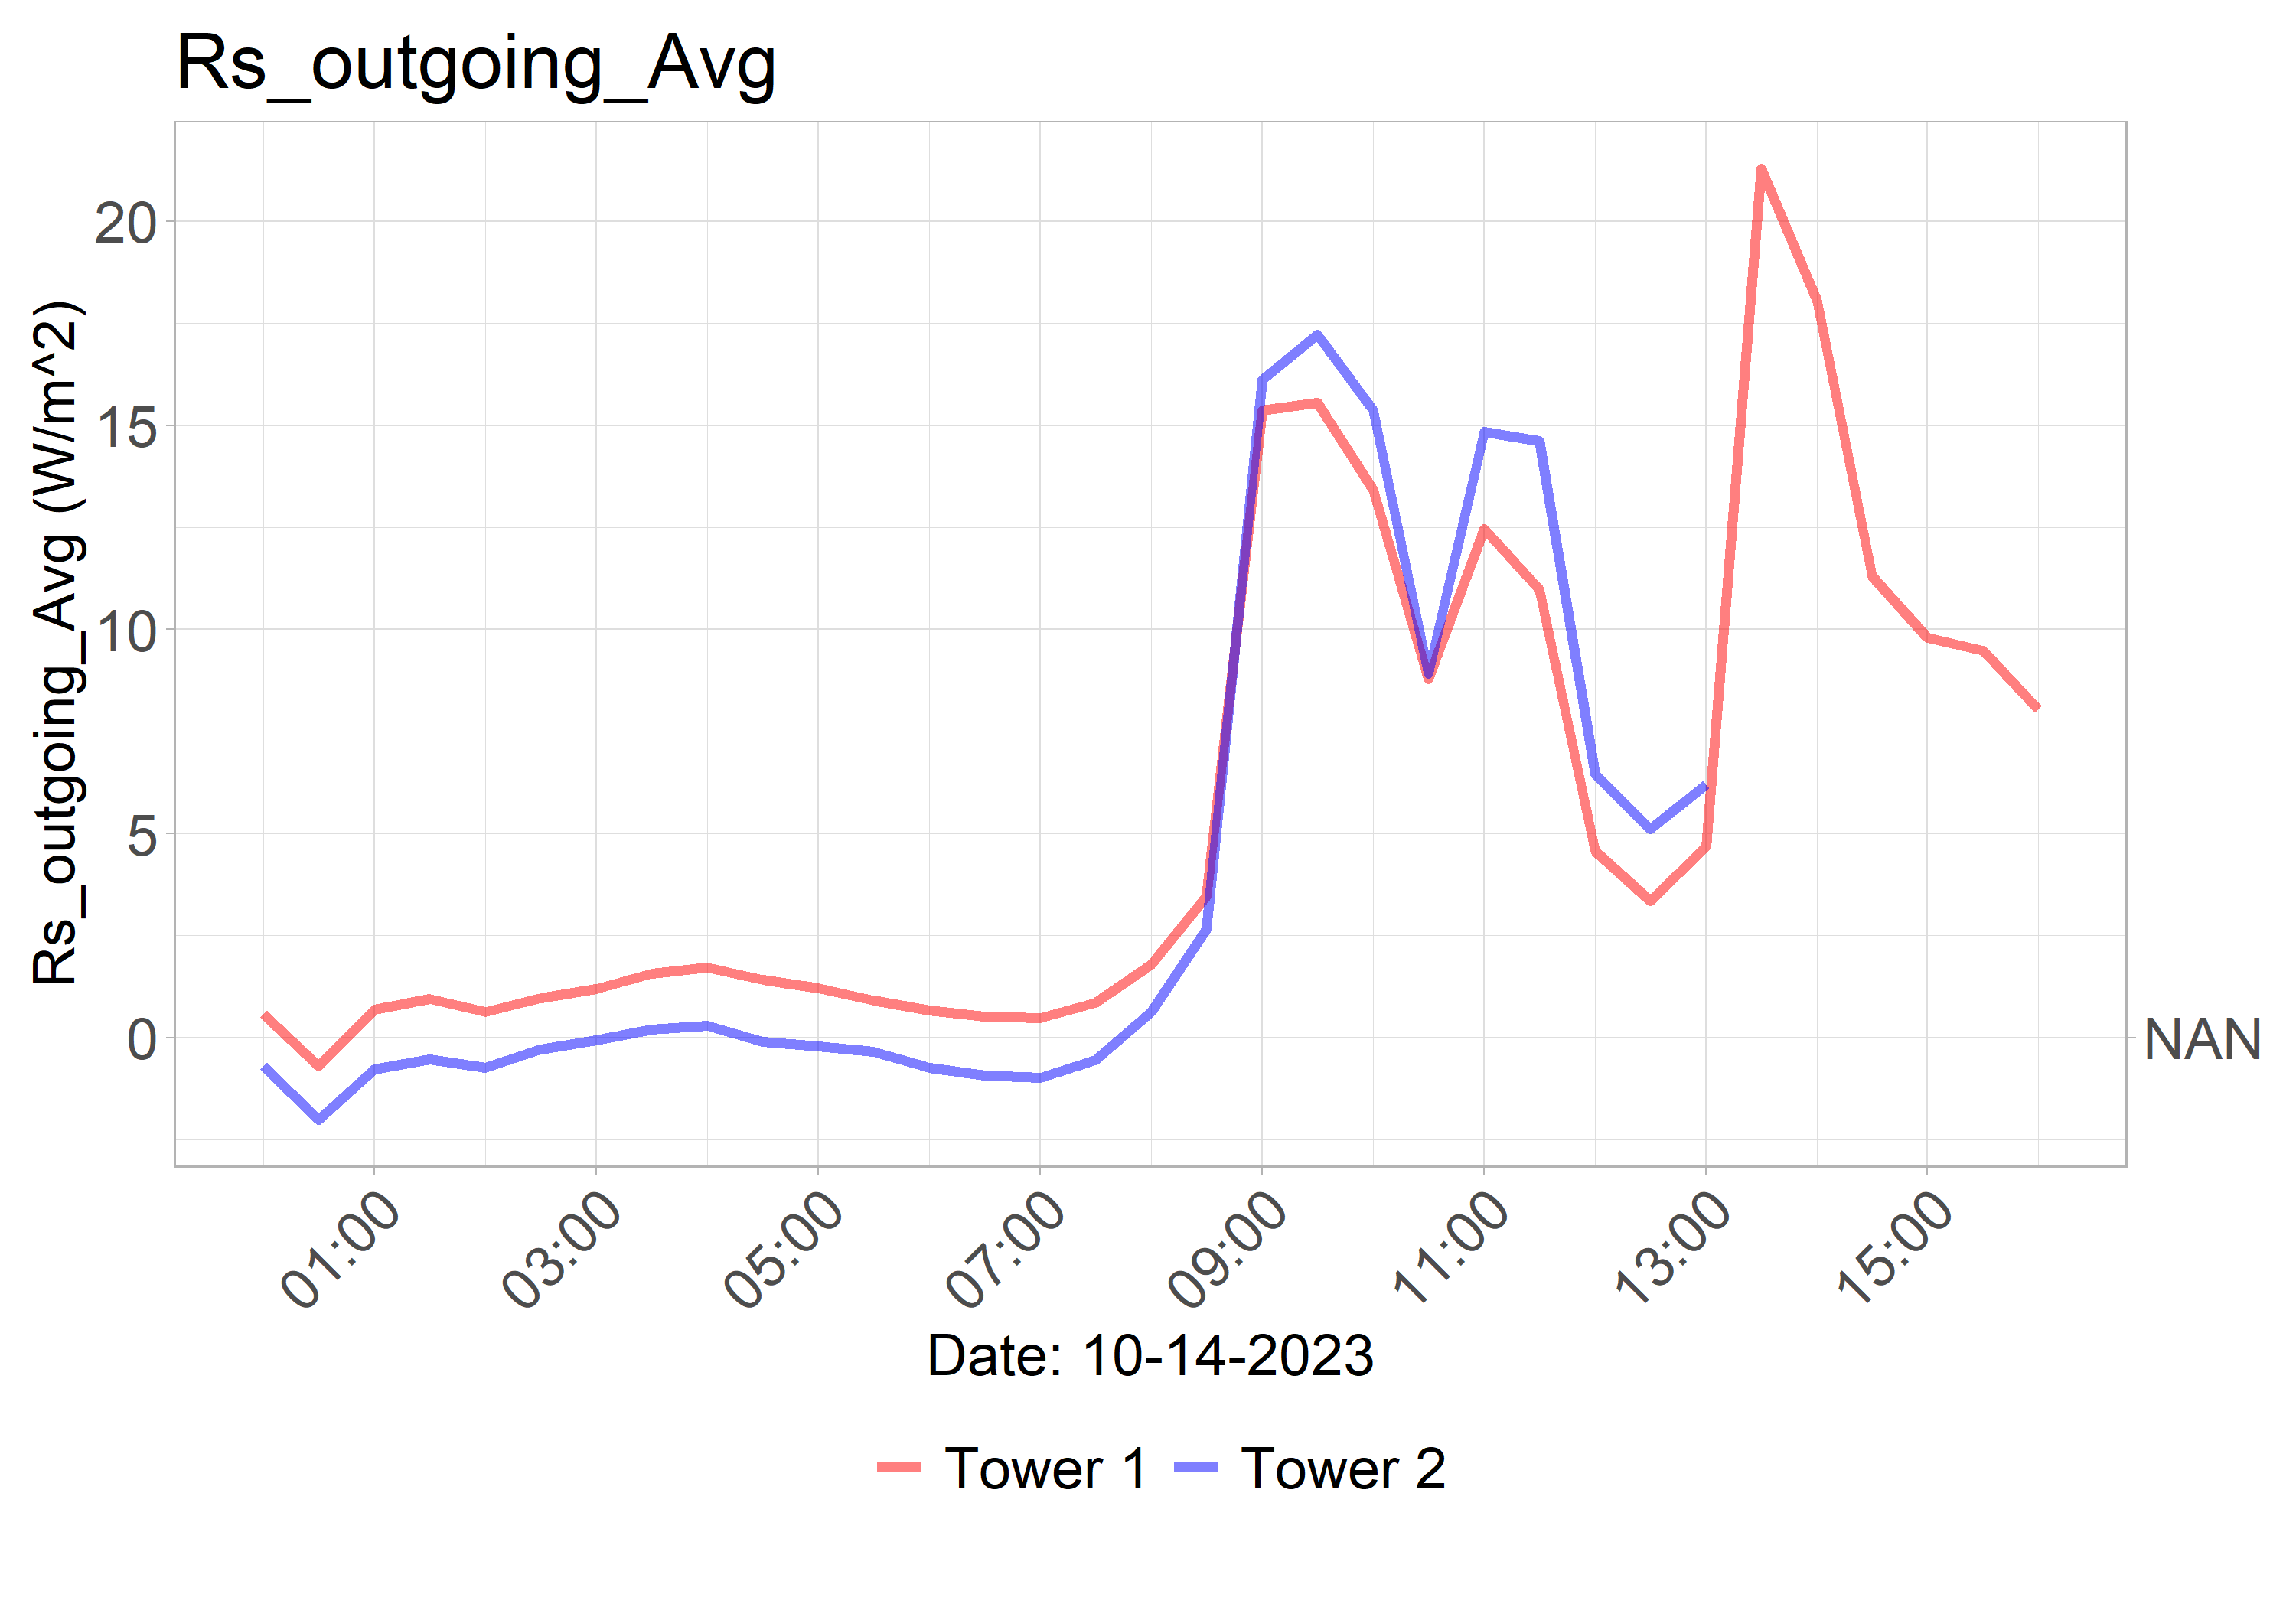 Rs_outgoing_Avg
Rs_outgoing_Avg (W/m^2)
20
15
10
5
0
NAN
01:00
03:00
05:00
07:00
09:00
11:00
13:00
15:00
Date: 10-14-2023
Tower 1
Tower 2